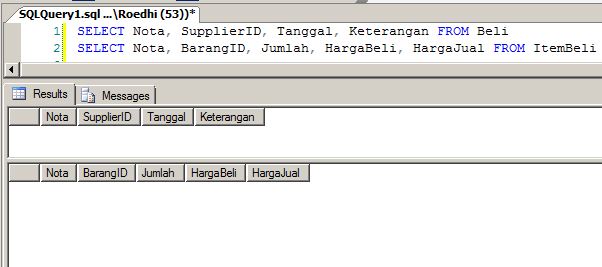 SQLQuery1.sql ...\Roedhi (53))*
1 SELECT Nota, SupplierID, Tanggal, Keterangan FROM Beli
2 SELECT Nota, BarangID, Jumlah, HargaBeli, HargaJual FROM ItemBeli
Results Messages
Nota SupplierID Tanggal Keterangan
Nota BarangID Jumlah HargaBeli HargaJual